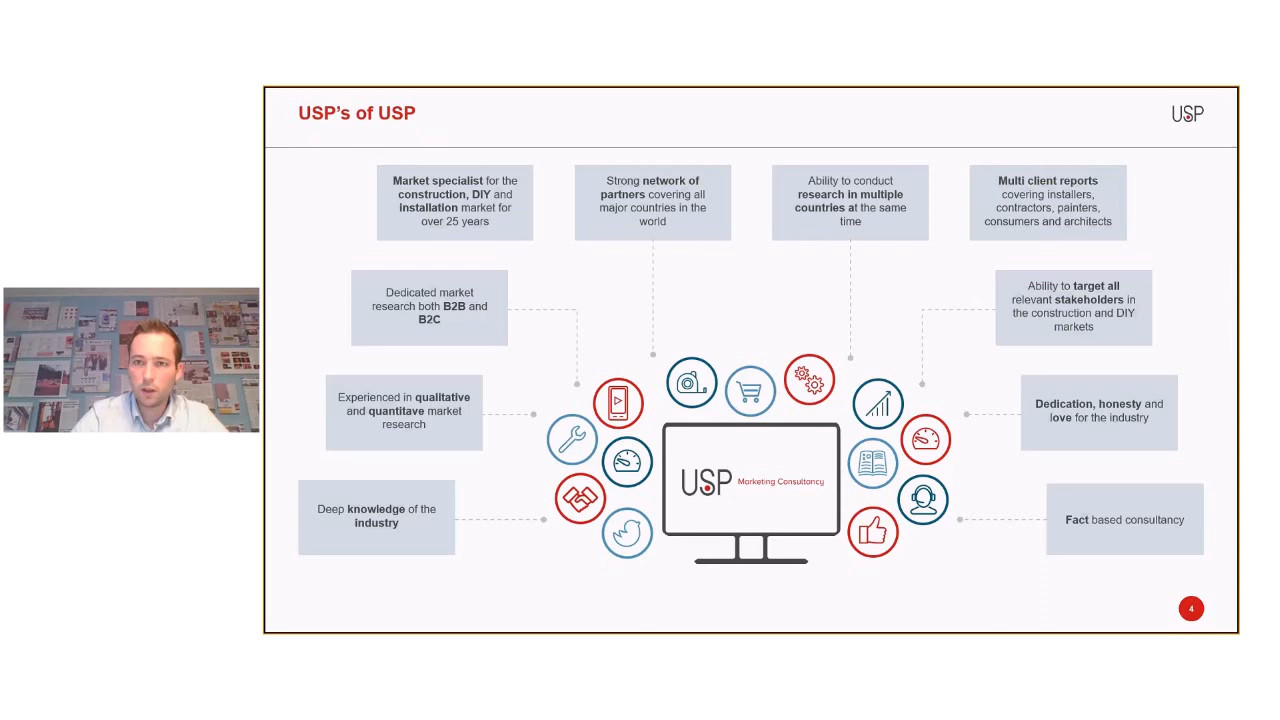 USP's of USP
USP
Market specialist for the
construction, DIY and
installation market for
over 25 years
Strong network of
partners covering all
major countries in the
world
Ability to conduct
research in multiple
countries at the same
time
Multi client reports
covering installers,
contractors, painters,
consumers and architects
Dedicated market
research both B2B and
B2C
Ability to target all
relevant stakeholders in
the construction and DIY
markets
Experienced in qualitative
and quantitave market
research
Dedication, honesty and
love for the industry
Deep knowledge of the
industry
USP Marketing Consultancy
Fact based consultancy
4